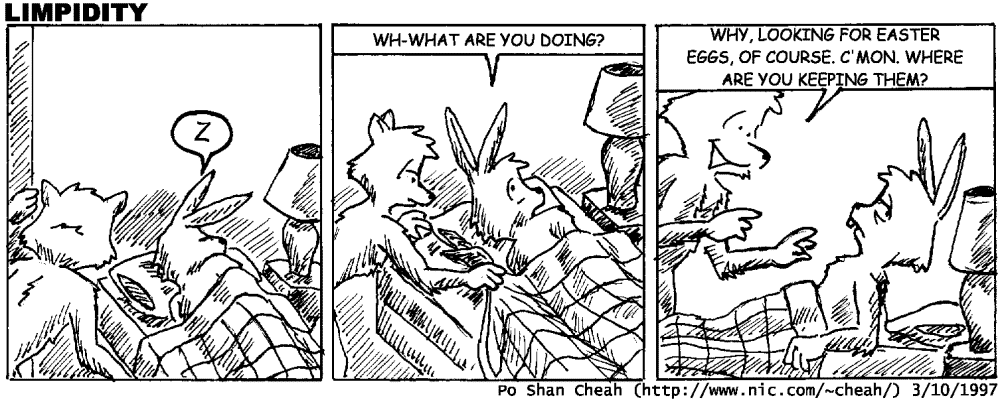 LIMPIDITY
Z
WH-WHAT ARE YOU DOING?
WHY, LOOKING FOR EASTER
EGGS, OF COURSE. C'MON. WHERE
ARE YOU KEEPING THEM?
Po Shan Cheah (http://www.nic.com/~cheah/) 3/10/1997